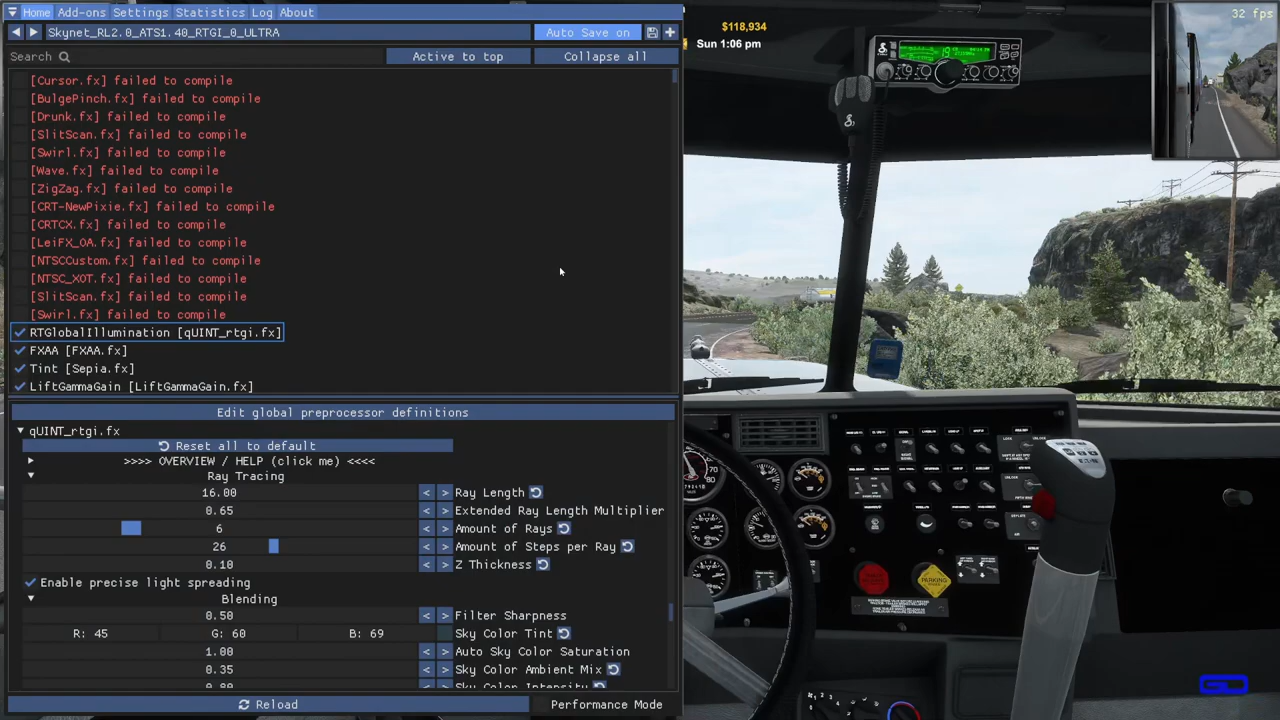 Home Add-ons Settings Statistics Log About
Skynet_RL2.0_ATS1.40_RTGI_0_ULTRA Auto Save on
Search Active to top Collapse all
[Cursor.fx] failed to compile
[BulgePinch.fx] failed to compile
[Drunk.fx] failed to compile
[SlitScan.fx] failed to compile
[Swirl.fx] failed to compile
[Wave.fx] failed to compile
[ZigZag.fx] failed to compile
[CRT-NewPixie.fx] failed to compile
[CRTCX.fx] failed to compile
[LeiFX_OA.fx] failed to compile
[NTSCCustom.fx] failed to compile
[NTSC_XOT.fx] failed to compile
[SlitScan.fx] failed to compile
[Swirl.fx] failed to compile
RTGlobalIllumination [qUINT_rtgi.fx]
FXAA [FXAA.fx]
Tint [Sepia.fx]
LiftGammaGain [LiftGammaGain.fx]
Edit global preprocessor definitions
qUINT_rtgi.fx
Reset all to default
>>>> OVERVIEW / HELP (click me) <<<<
Ray Tracing
16.00 < > Ray Length
0.65 < > Extended Ray Length Multiplier
6 < > Amount of Rays
26 < > Amount of Steps per Ray
0.10 < > Z Thickness
Enable precise light spreading
Blending
0.50 < > Filter Sharpness
R: 45 G: 60 B: 69 Sky Color Tint
1.00 < > Auto Sky Color Saturation
0.35 < > Sky Color Ambient Mix
0.80 < > Sky Color Intensity
Reload Performance Mode
$118,934
Sun 1:06 pm
32 fps
19
PARKING